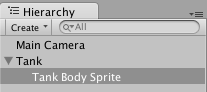 Hierarchy
Create All
Main Camera
Tank
Tank Body Sprite